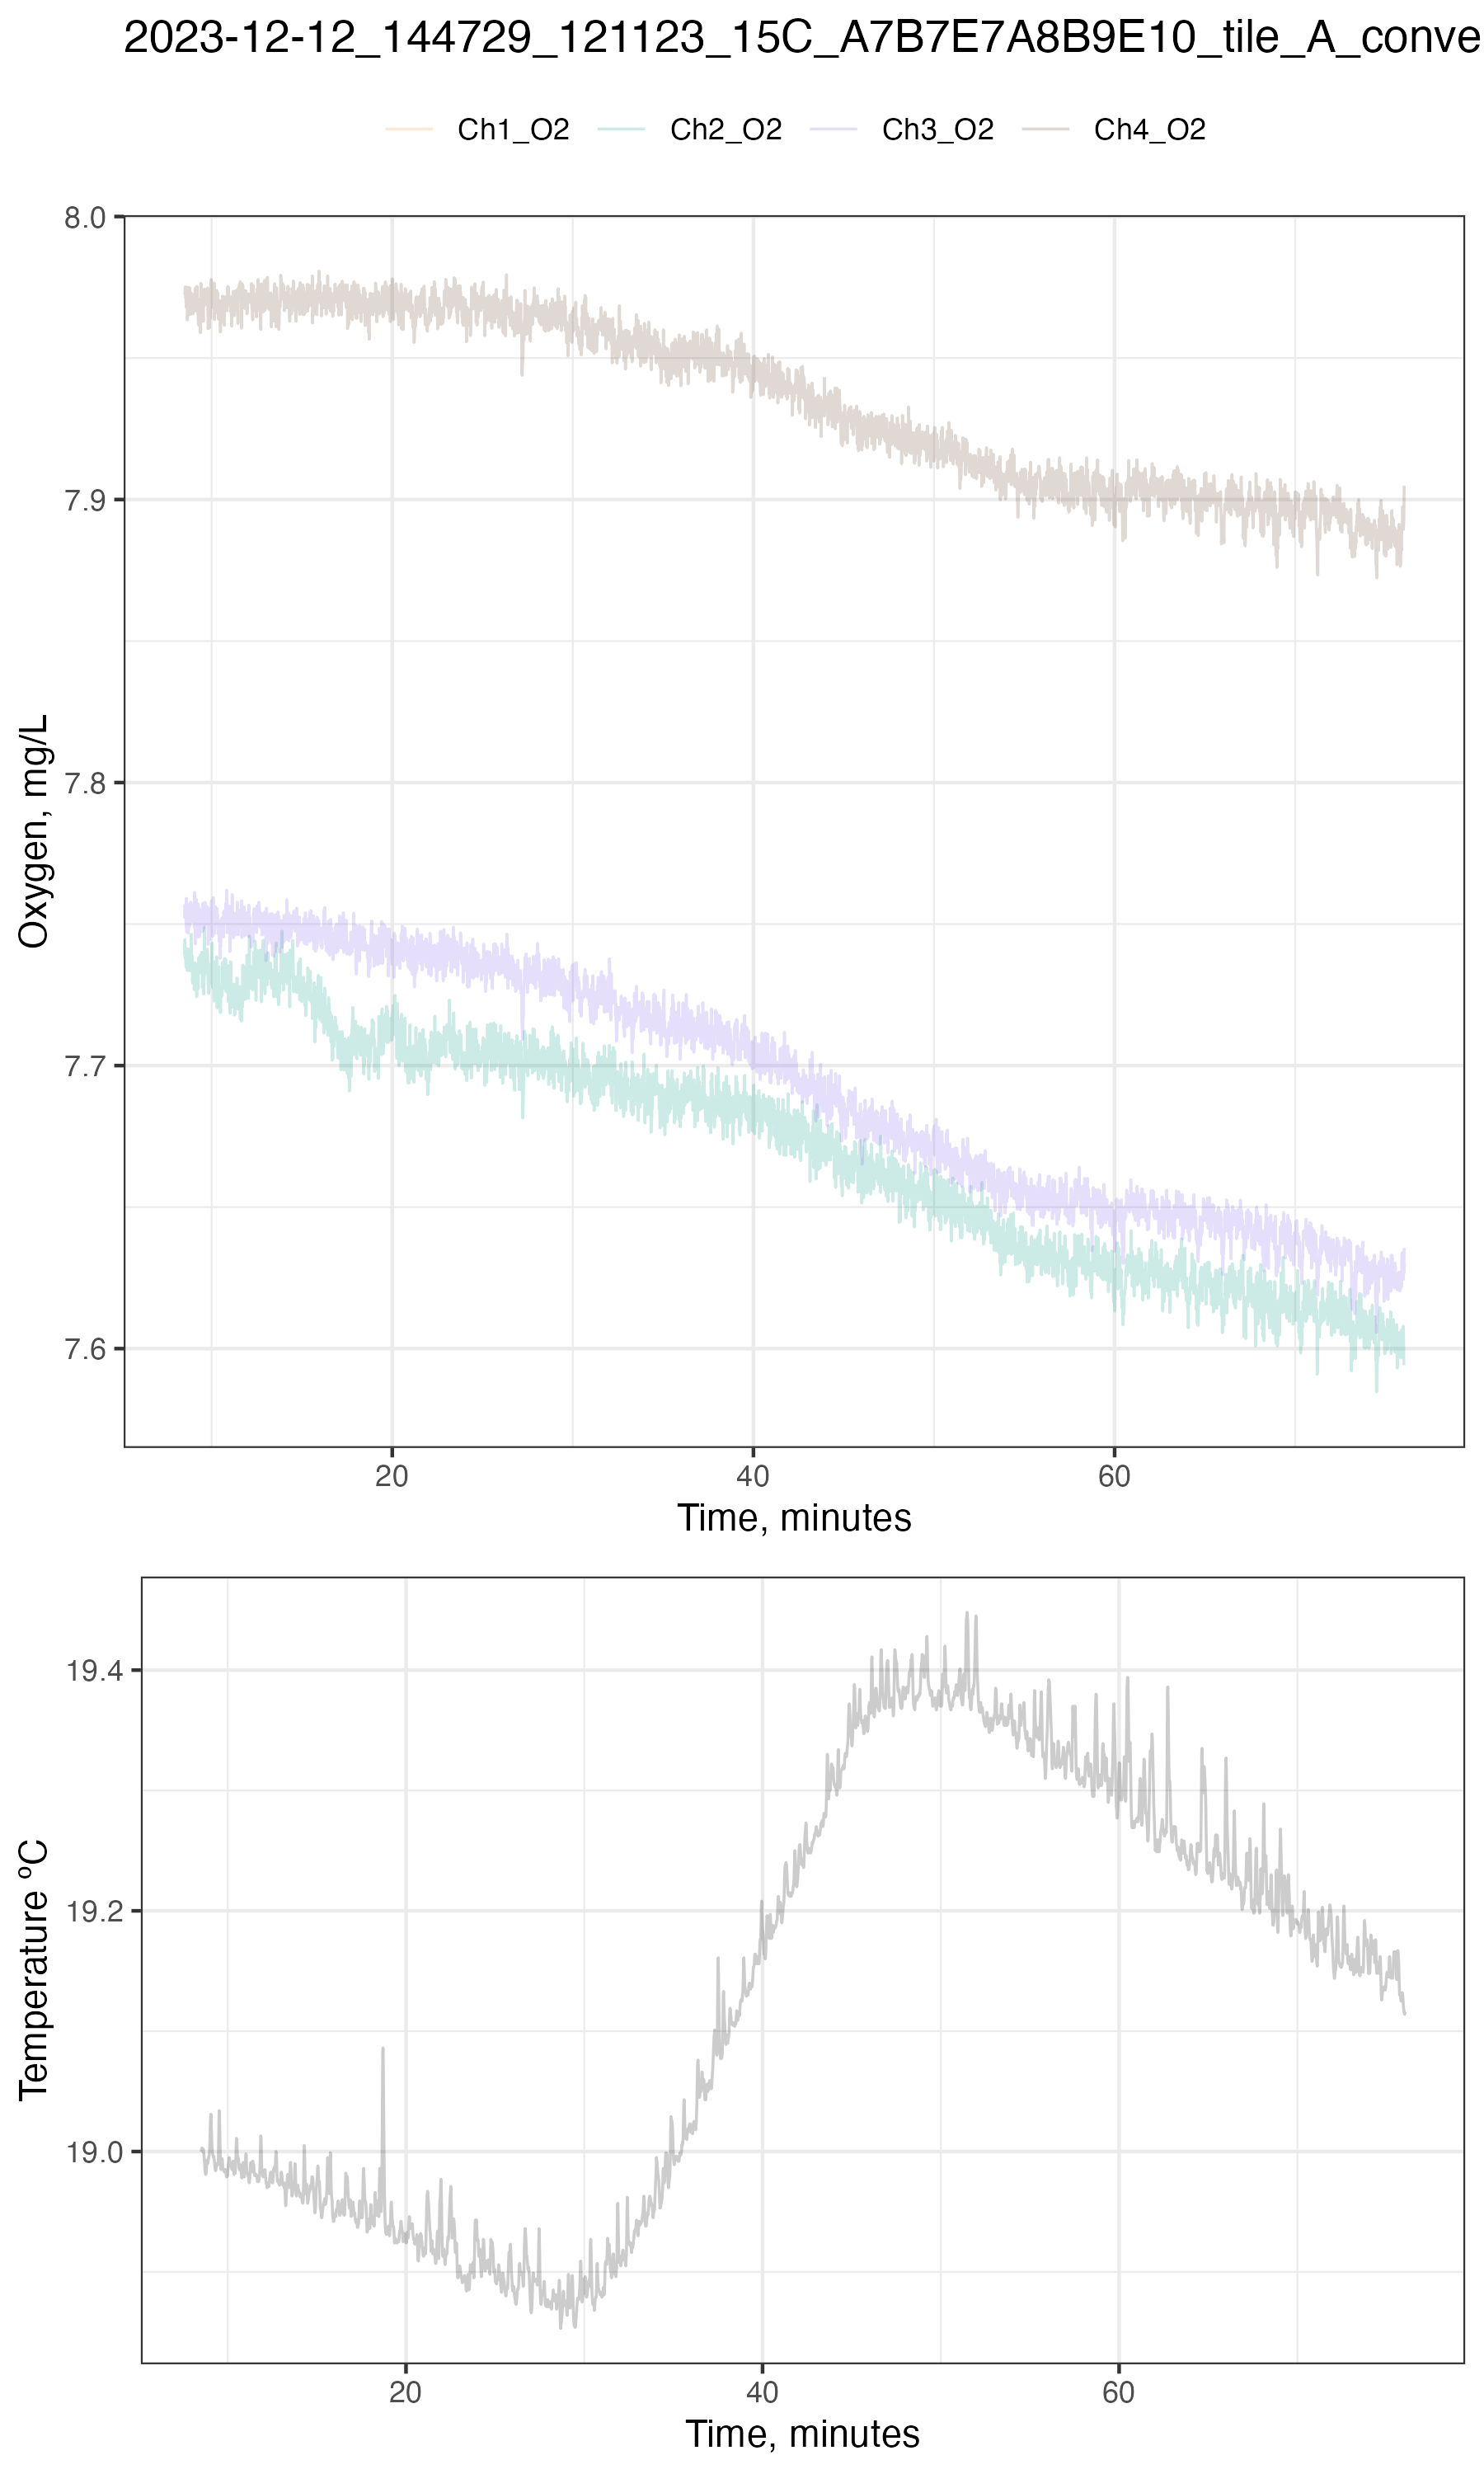 2023-12-12_144729_121123_15C_A7B7E7A8B9E10_tile_A_conve
Ch1_O2 Ch2_O2 Ch3_O2 Ch4_O2
8.0
7.9
7.8
7.7
7.6
Oxygen, mg/L
20 40 60
Time, minutes
19.4
19.2
19.0
Temperature ºC
20 40 60
Time, minutes